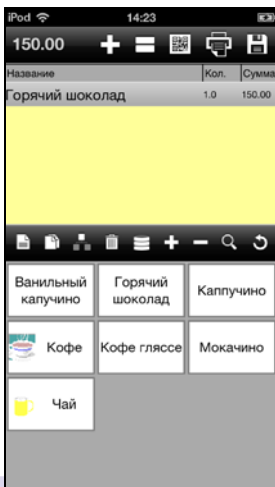 iPod 14:23
150.00
Название Кол. Сумма
Горячий шоколад 1.0 150.00
Ванильный
капучино
Горячий
шоколад
Каппучино
Кофе
Кофе гляссе
Мокачино
Чай